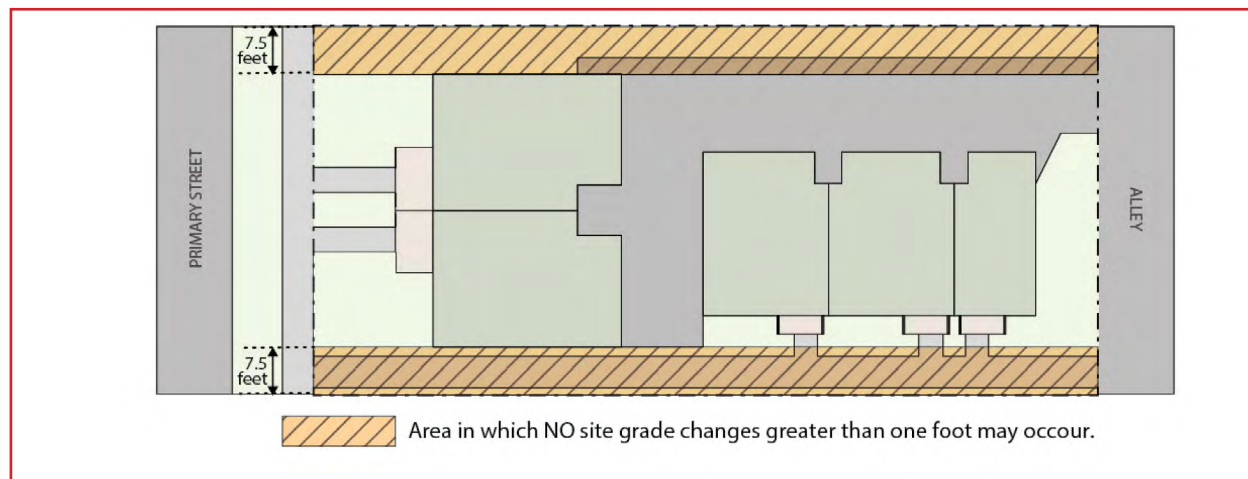 7.5
feet
PRIMARY STREET
ALLEY
7.5
feet
Area in which NO site grade changes greater than one foot may occour.